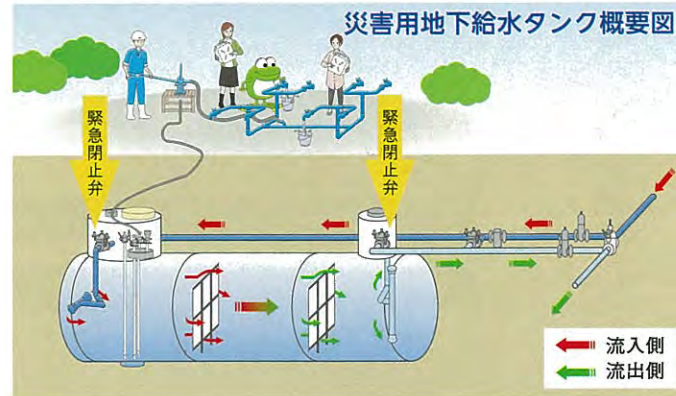 災害用地下給水タンク概要図
緊急閉止弁
緊急閉止弁
流入側
流出側